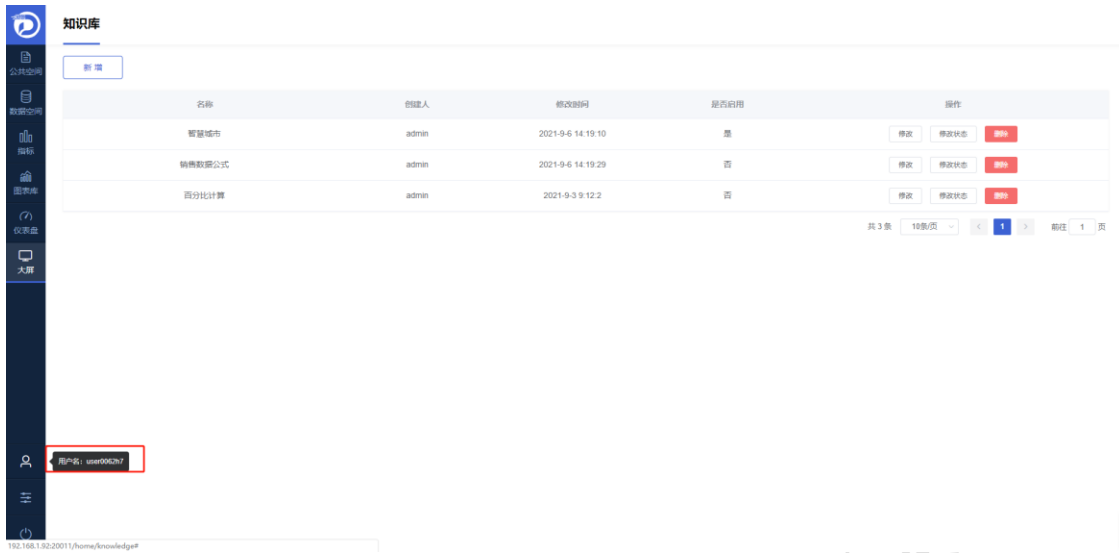 知识库
公共空间
数据空间
指标
图表库
仪表盘
大屏
新 增
名称 创建人 修改时间 是否启用 操作
智慧城市 admin 2021-9-6 14:19:10 是 修改 修改状态 删除
销售数据公式 admin 2021-9-6 14:19:29 否 修改 修改状态 删除
百分比计算 admin 2021-9-3 9:12:2 否 修改 修改状态 删除
共 3 条 10条/页 < 1 > 前往 1 页
用户名：user0062h7
192.168.1.92:20011/home/knowledge#